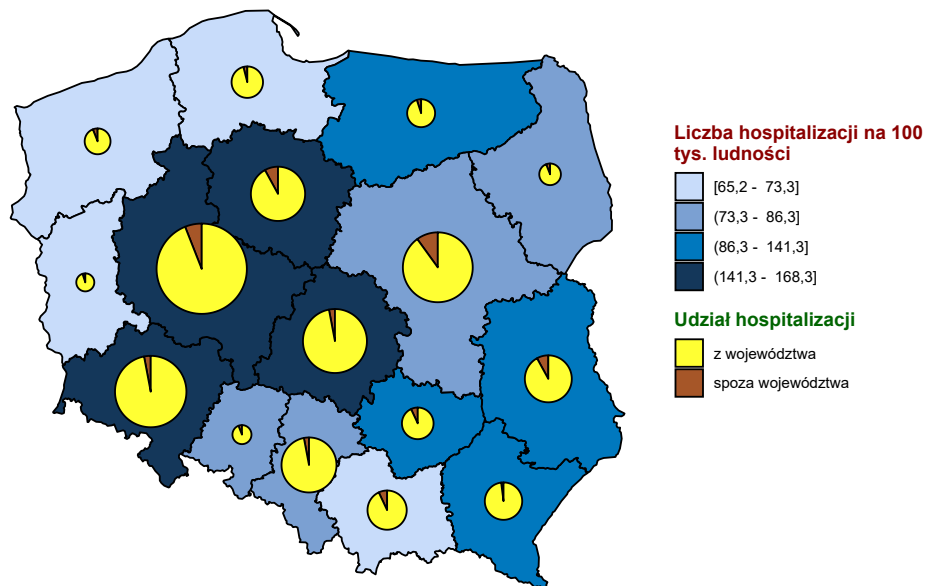 Liczba hospitalizacji na 100
tys. ludności
[65,2 - 73,3]
(73,3 - 86,3]
(86,3 - 141,3]
(141,3 - 168,3]
Udział hospitalizacji
z województwa
spoza województwa